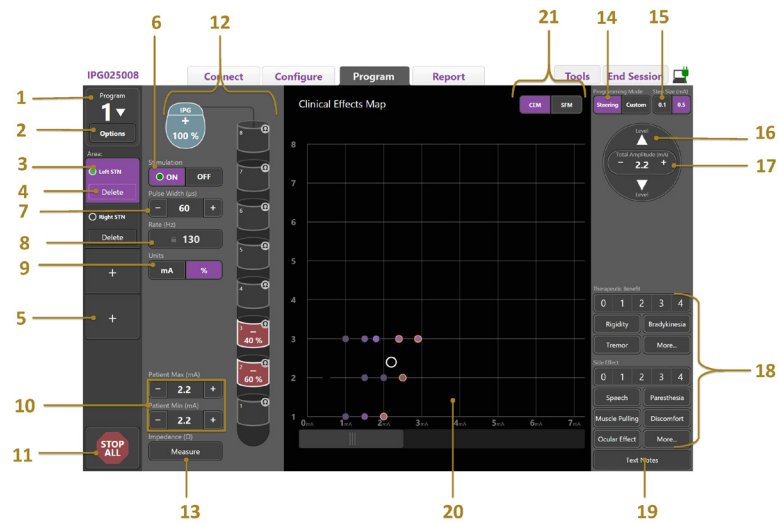 6
12
21
14
15
IPG025008
Connect
Configure
Program
Report
Tools
End Session
1
Program
1
2
Options
Area:
3
Left STN
4
Delete
Right STN
Delete
+
5
+
11
STOP
ALL
IPG
+
100 %
Stimulation
ON OFF
7
Pulse Width (µs)
- 60 +
8
Rate (Hz)
130
9
Units
mA %
10
Patient Max (mA)
- 2.2 +
Patient Min (mA)
- 2.2 +
Impedance (Ω)
Measure
13
8
7
6
5
4
3
-
40 %
2
-
60 %
1
Clinical Effects Map
CEM SFM
8
7
6
5
4
3
2
1
0mA 1mA 2mA 3mA 4mA 5mA 6mA 7mA
20
Programming Mode
Steering Custom
Step Size (mA)
0.1 0.5
16
Level
17
Total Amplitude (mA)
- 2.2 +
Level
18
Therapeutic Benefit
0 1 2 3 4
Rigidity Bradykinesia
Tremor More...
Side Effect
0 1 2 3 4
Speech Paresthesia
Muscle Pulling Discomfort
Ocular Effect More...
Text Notes
19